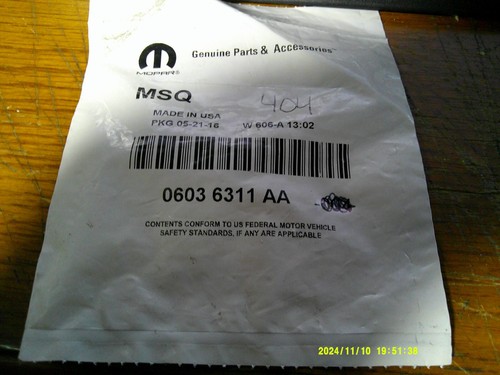 MOPAR®
Genuine Parts & Accessories™
MSQ
404
MADE IN USA
PKG 05-21-16 W 606-A 13:02
0603 6311 AA
CONTENTS CONFORM TO US FEDERAL MOTOR VEHICLE
SAFETY STANDARDS, IF ANY ARE APPLICABLE
2024/11/10 19:51:38